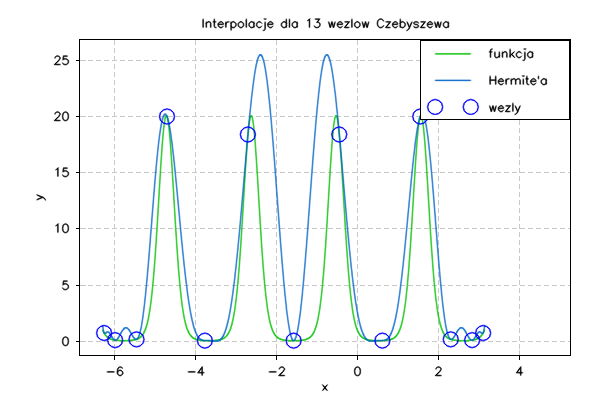 Interpolacje dla 13 wezlow Czebyszewa
funkcja
Hermite'a
wezly
25
20
15
10
5
0
y
−6 −4 −2 0 2 4
x